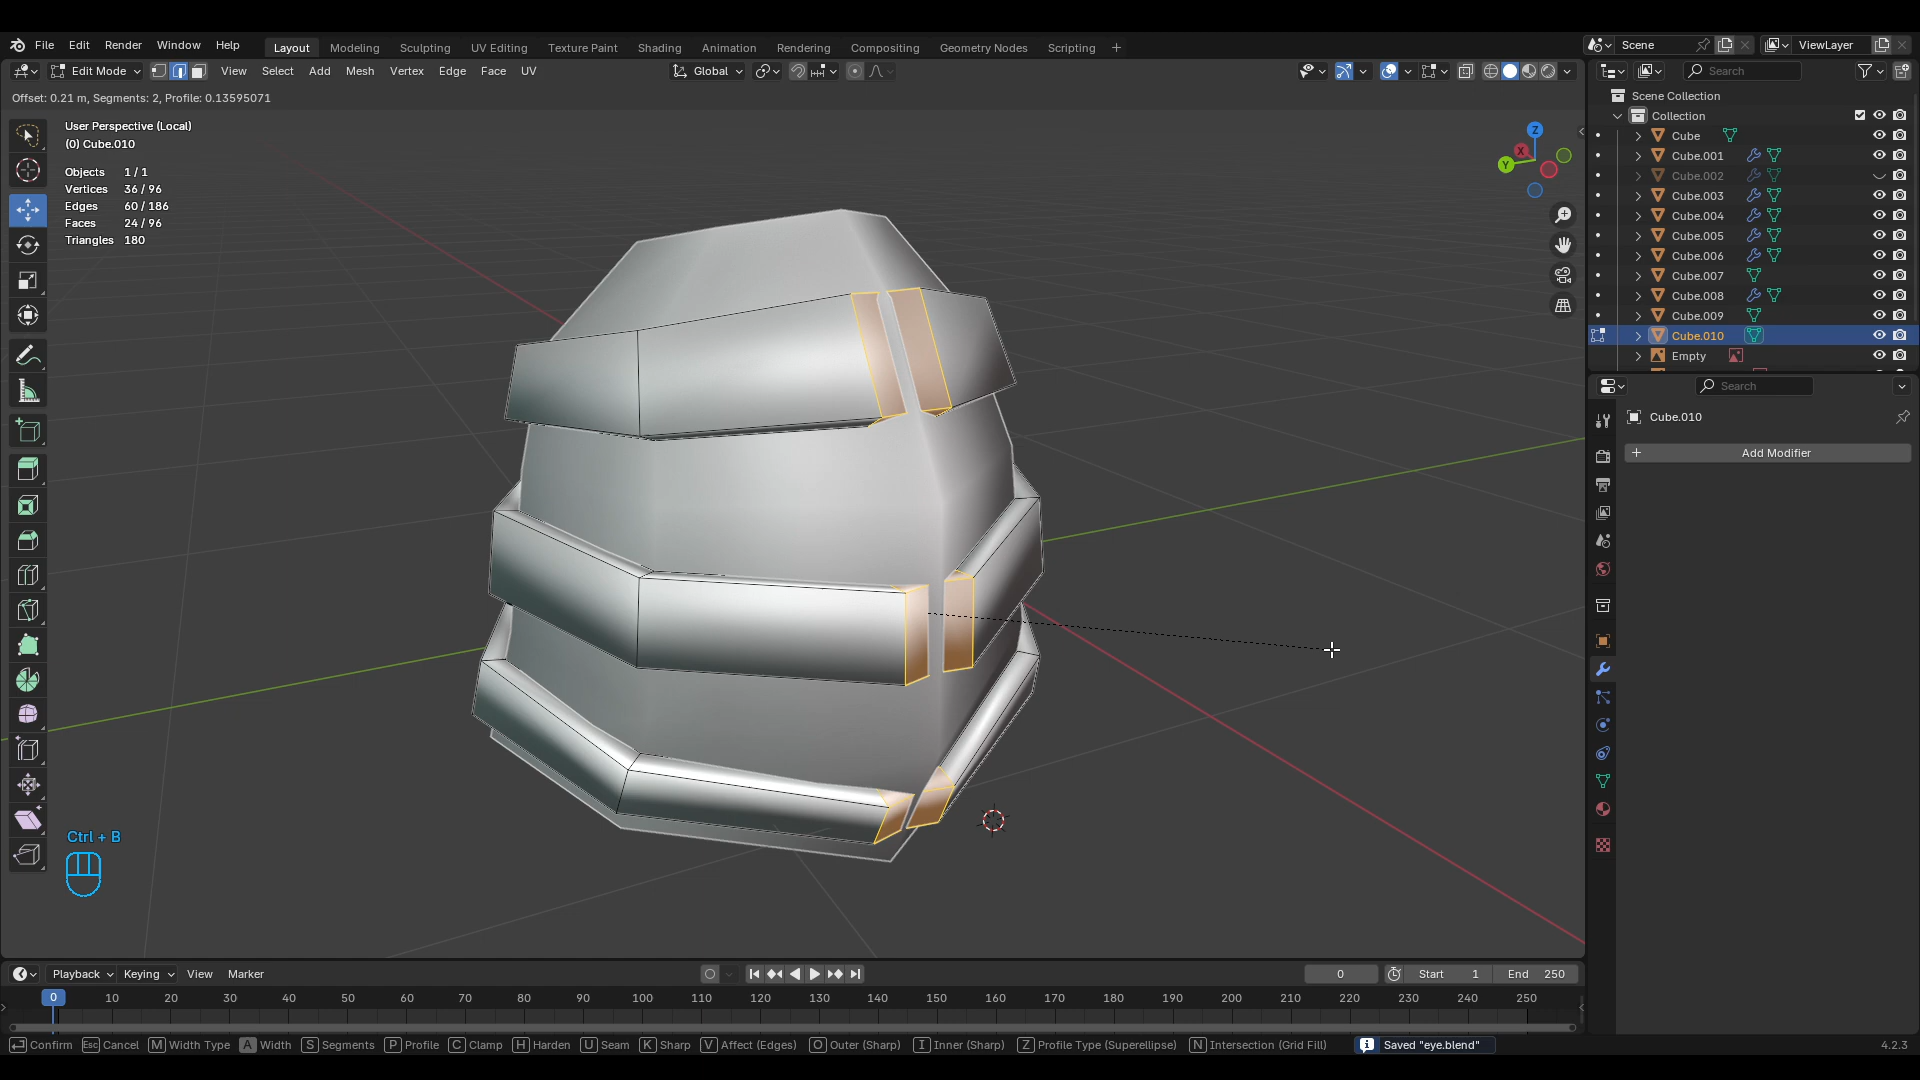 File Edit Render Window Help
Layout Modeling Sculpting UV Editing Texture Paint Shading Animation Rendering Compositing Geometry Nodes Scripting +
Scene
ViewLayer
Edit Mode View Select Add Mesh Vertex Edge Face UV
Global
Search
Offset: 0.21 m, Segments: 2, Profile: 0.13595071
Scene Collection
Collection
Cube
Cube.001
Cube.002
Cube.003
Cube.004
Cube.005
Cube.006
Cube.007
Cube.008
Cube.009
Cube.010
Empty
User Perspective (Local)
(0) Cube.010
Objects 1 / 1
Vertices 36 / 96
Edges 60 / 186
Faces 24 / 96
Triangles 180
Z
X
Y
Search
Cube.010
+ Add Modifier
Ctrl + B
Playback Keying View Marker
0
Start 1
End 250
0 10 20 30 40 50 60 70 80 90 100 110 120 130 140 150 160 170 180 190 200 210 220 230 240 250
Confirm Esc Cancel M Width Type A Width S Segments P Profile C Clamp H Harden U Seam K Sharp V Affect (Edges) O Outer (Sharp) I Inner (Sharp) Z Profile Type (Superellipse) N Intersection (Grid Fill)
Saved "eye.blend"
4.2.3